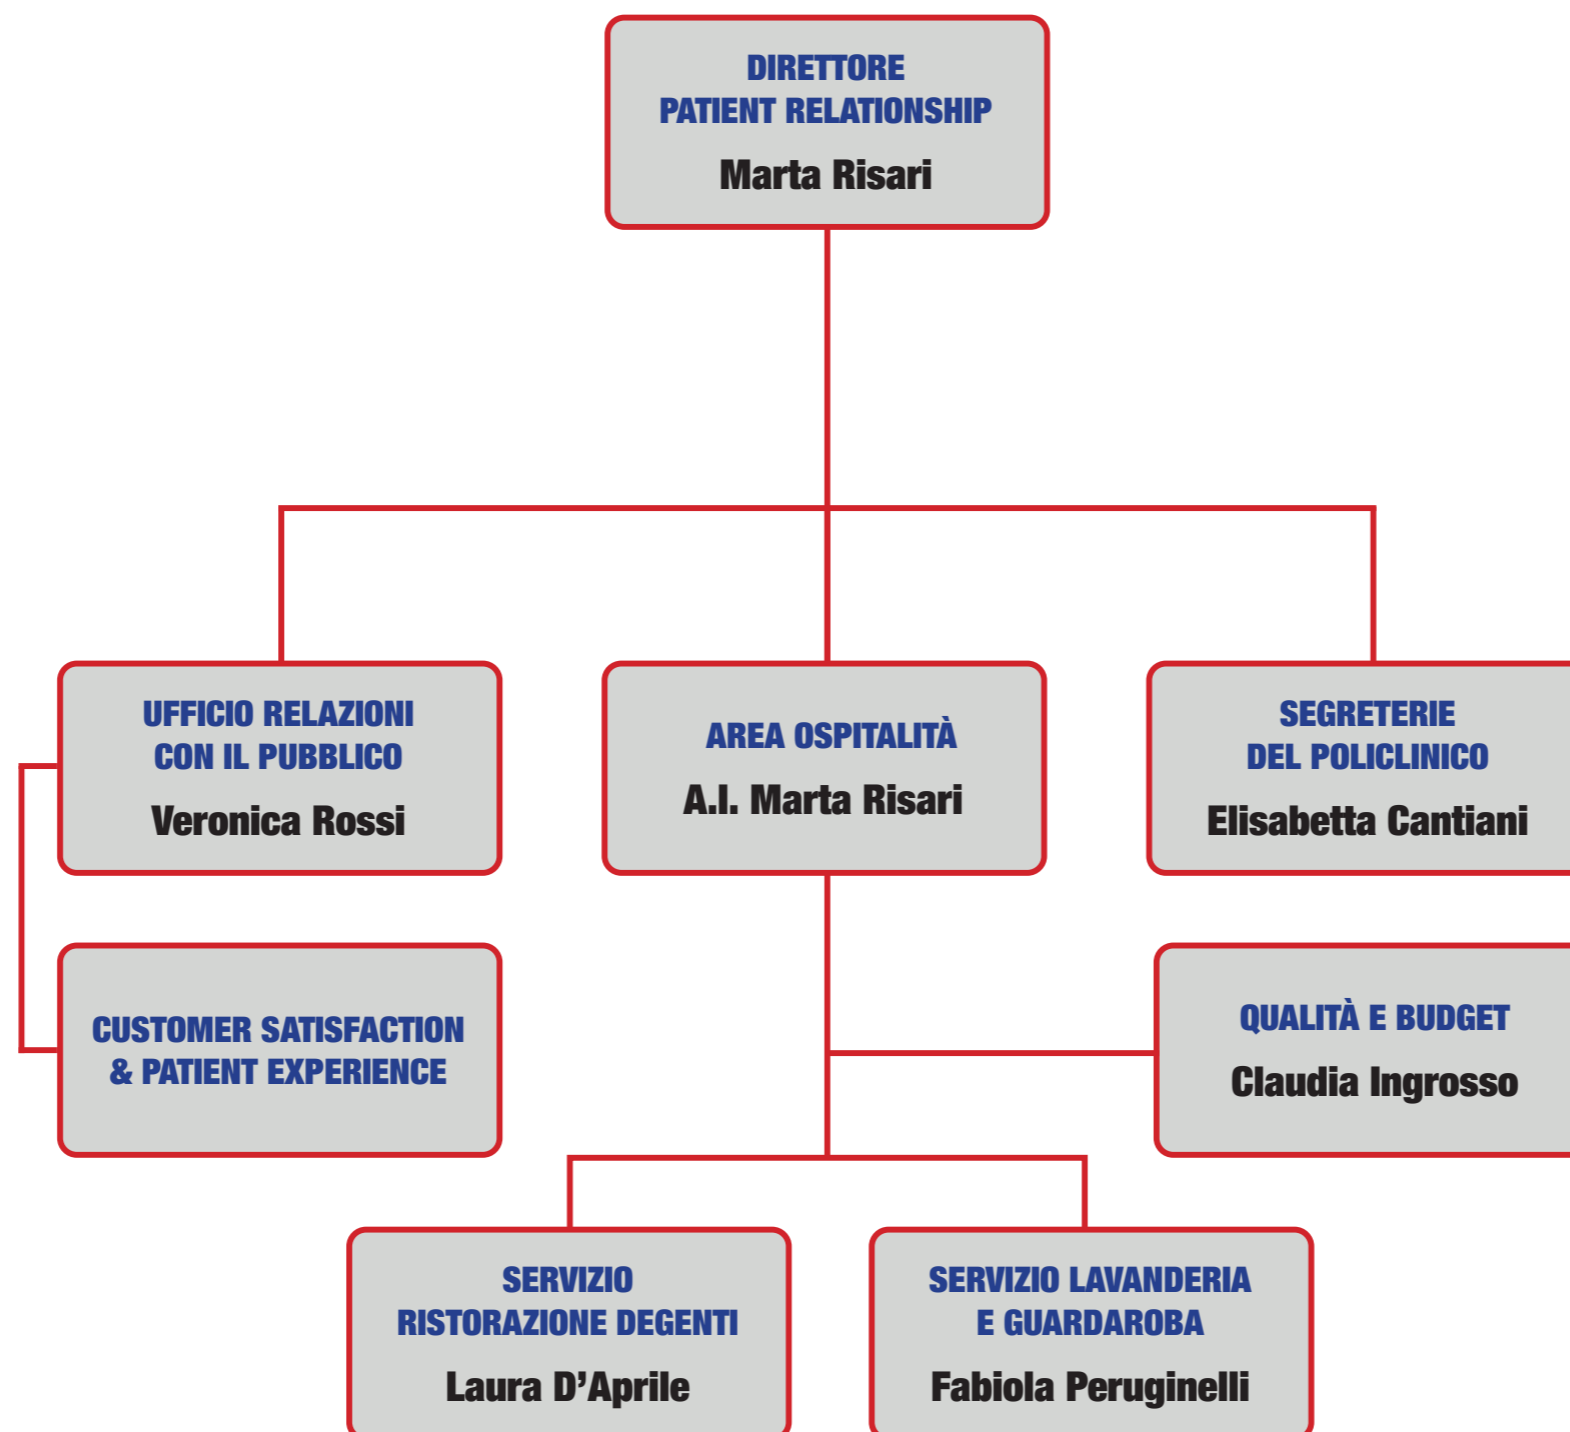 DIRETTORE
PATIENT RELATIONSHIP
Marta Risari
UFFICIO RELAZIONI
CON IL PUBBLICO
Veronica Rossi
AREA OSPITALITÀ
A.I. Marta Risari
SEGRETERIE
DEL POLICLINICO
Elisabetta Cantiani
CUSTOMER SATISFACTION
& PATIENT EXPERIENCE
QUALITÀ E BUDGET
Claudia Ingrosso
SERVIZIO
RISTORAZIONE DEGENTI
Laura D’Aprile
SERVIZIO LAVANDERIA
E GUARDAROBA
Fabiola Peruginelli